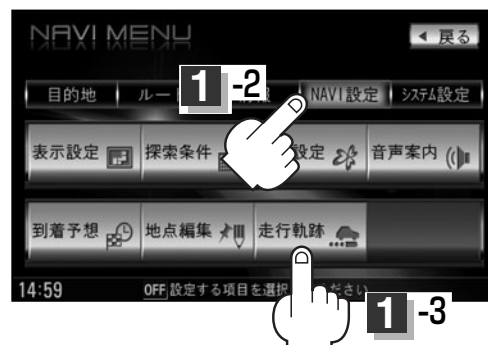 NAVI MENU
◀ 戻る
目的地 ルー 情報 NAVI設定 システム設定
1 -2
表示設定 探索条件 設定 音声案内
到着予想 地点編集 走行軌跡
14:59 OFF 設定する項目を選択 ださい
1 -3